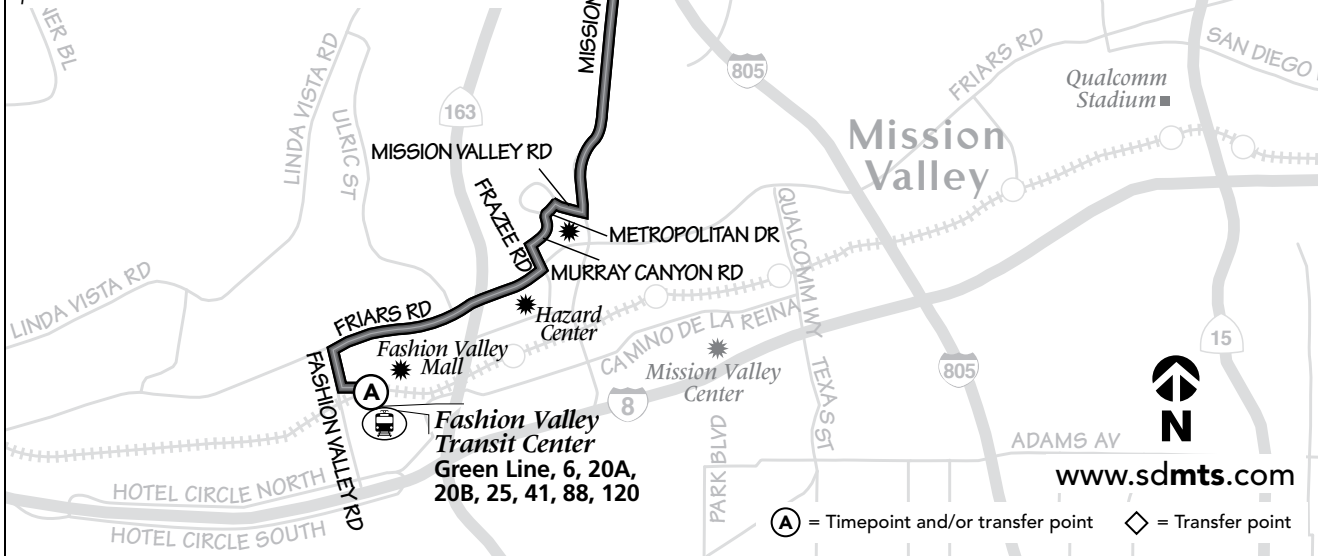 NER BL
LINDA VISTA RD
ULRIC ST
163
MISSION
805
FRIARS RD
SAN DIEGO
Qualcomm
Stadium
Mission
Valley
MISSION VALLEY RD
FRAZEE RD
METROPOLITAN DR
MURRAY CANYON RD
QUALCOMM WY
LINDA VISTA RD
FRIARS RD
Hazard
Center
Fashion Valley
Mall
CAMINO DE LA REINA
Mission Valley
Center
TEXAS ST
805
15
FASHION VALLEY RD
A
8
Fashion Valley
Transit Center
Green Line, 6, 20A,
20B, 25, 41, 88, 120
PARK BLVD
ADAMS AV
N
www.sdmts.com
HOTEL CIRCLE NORTH
HOTEL CIRCLE SOUTH
A = Timepoint and/or transfer point
= Transfer point